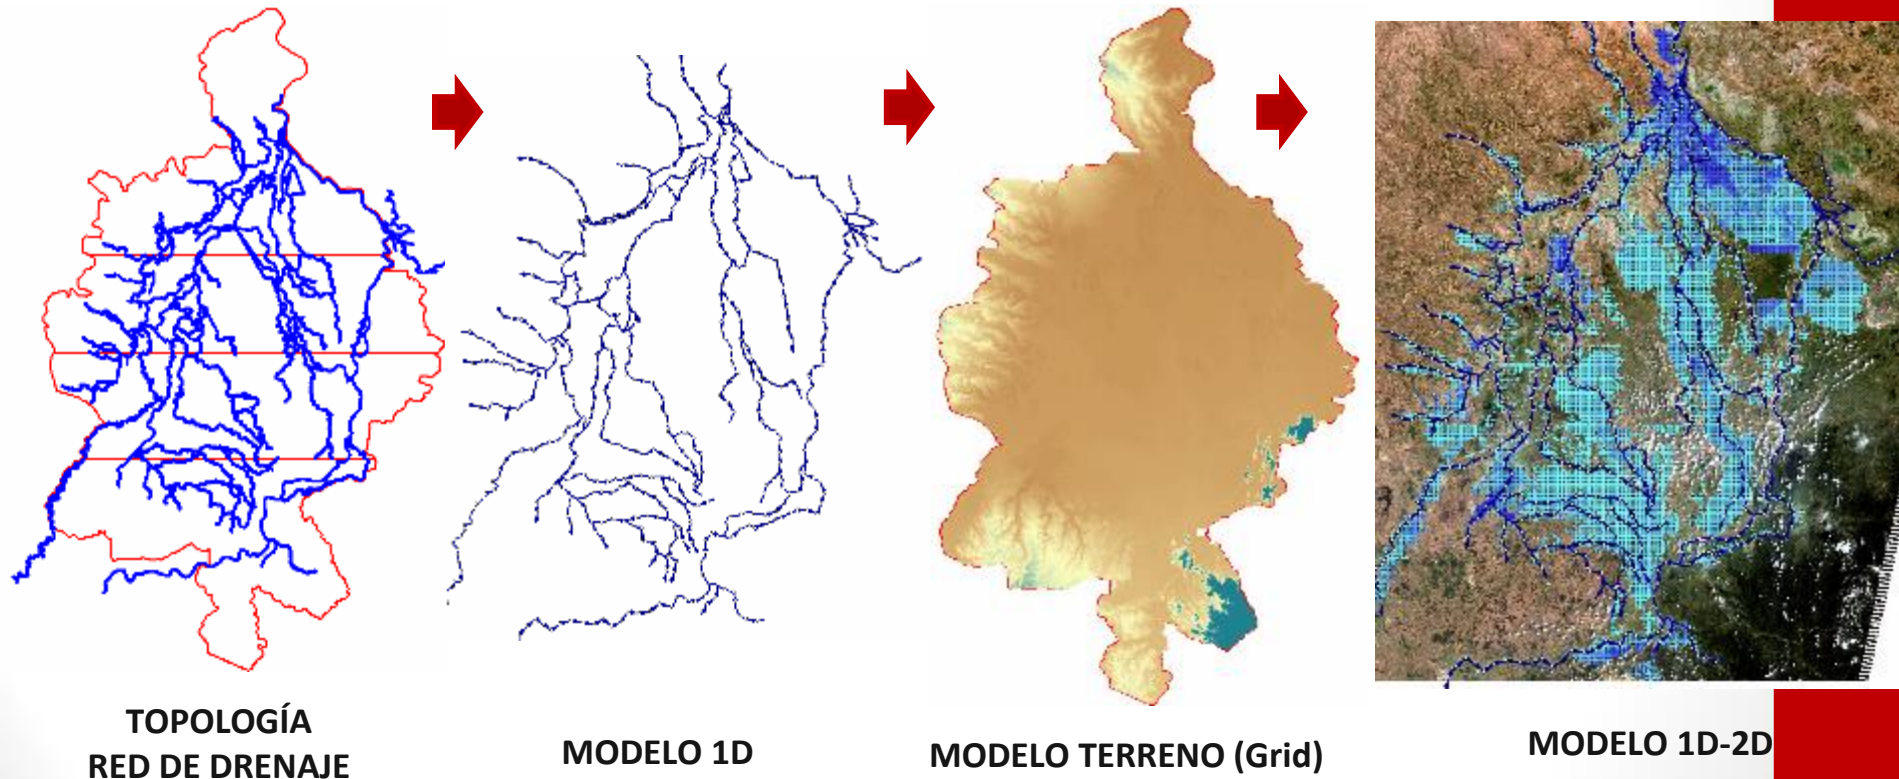 TOPOLOGÍA
RED DE DRENAJE
MODELO 1D
MODELO TERRENO (Grid)
MODELO 1D-2D